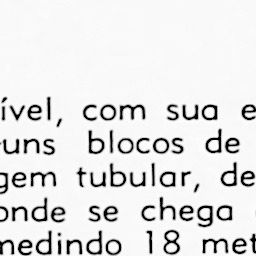 ível, com sua e
uns blocos de
gem tubular, de
onde se chega
medindo 18 met